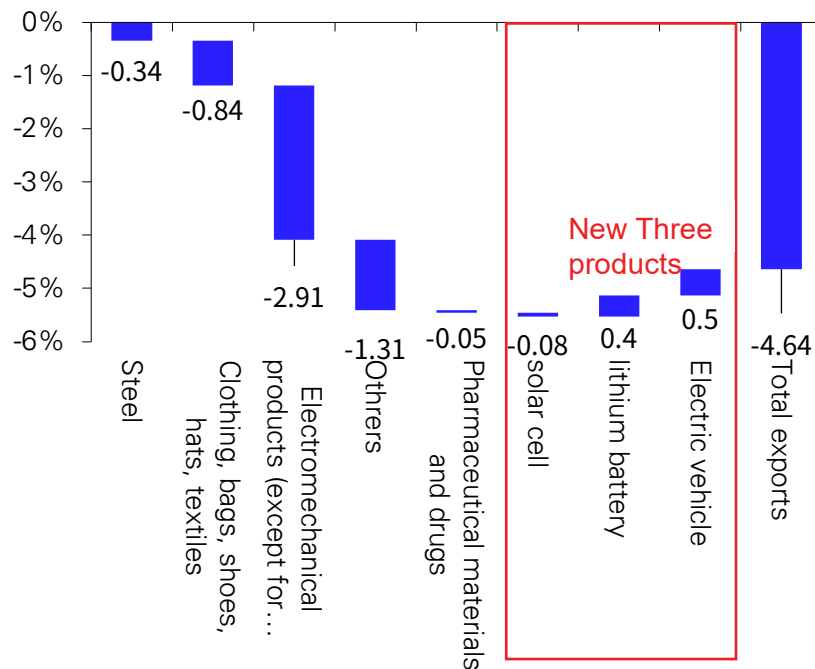 0%
-1%
-2%
-3%
-4%
-5%
-6%
-0.34
-0.84
-2.91
-1.31
-0.05
-0.08
0.4
0.5
-4.64
New Three
products
Steel
Clothing, bags, shoes,
hats, textiles
Electromechanical
products (except for…
Othrers
Pharmaceutical materials
and drugs
solar cell
lithium battery
Electric vehicle
Total exports